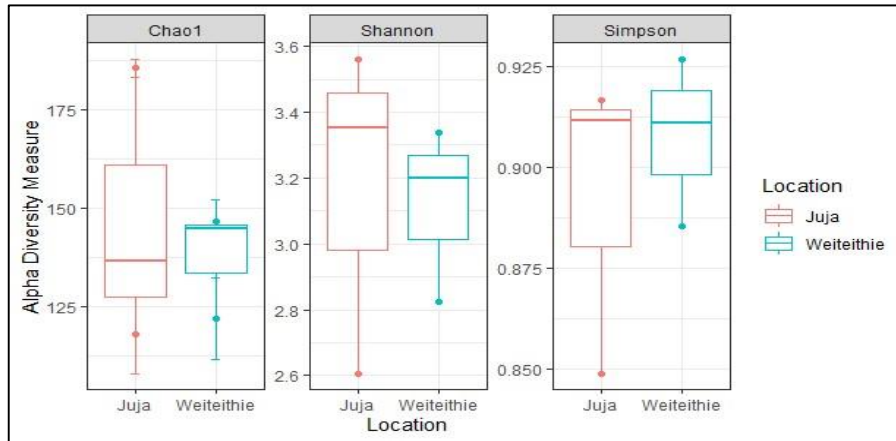 Chao1
Shannon
Simpson
Alpha Diversity Measure
175
150
125
3.6
3.4
3.2
3.0
2.8
2.6
0.925
0.900
0.875
0.850
Juja Weiteithie
Juja Weiteithie
Juja Weiteithie
Location
Location
Juja
Weiteithie